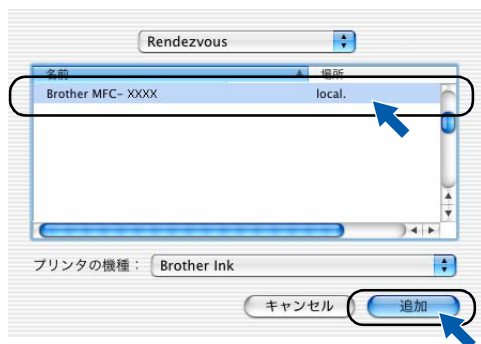 Rendezvous
名前 場所
Brother MFC- XXXX local.
プリンタの機種： Brother Ink
キャンセル 追加